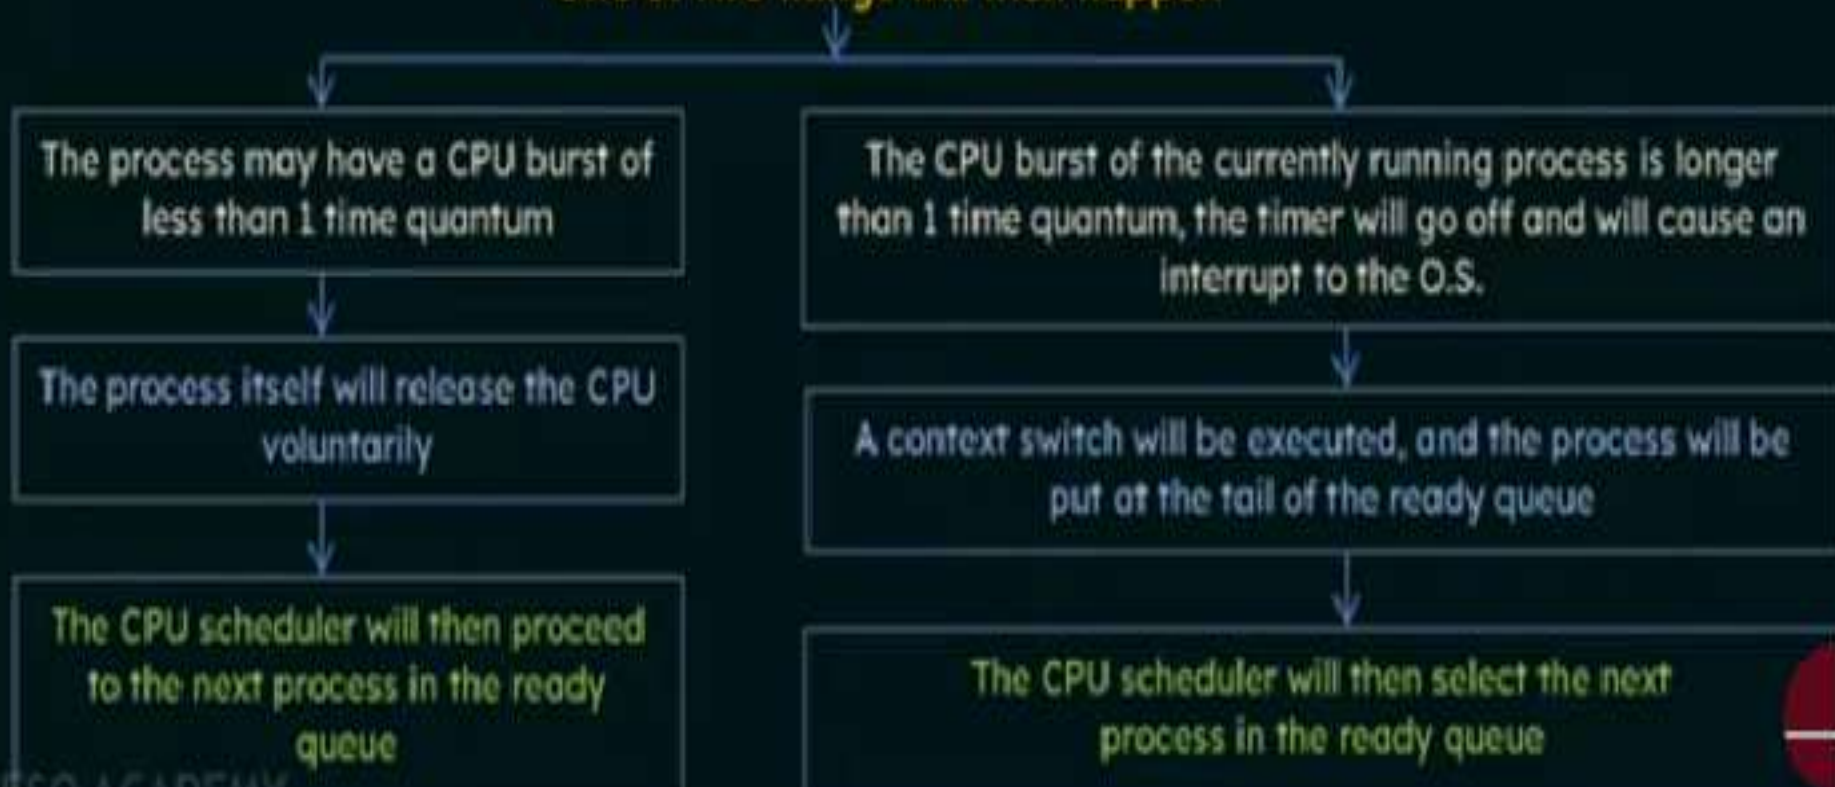 The process may have a CPU burst of
less than 1 time quantum
The CPU burst of the currently running process is longer
than 1 time quantum, the timer will go off and will cause an
interrupt to the O.S.
The process itself will release the CPU
voluntarily
A context switch will be executed, and the process will be
put at the tail of the ready queue
The CPU scheduler will then proceed
to the next process in the ready
queue
The CPU scheduler will then select the next
process in the ready queue
ACADEMY